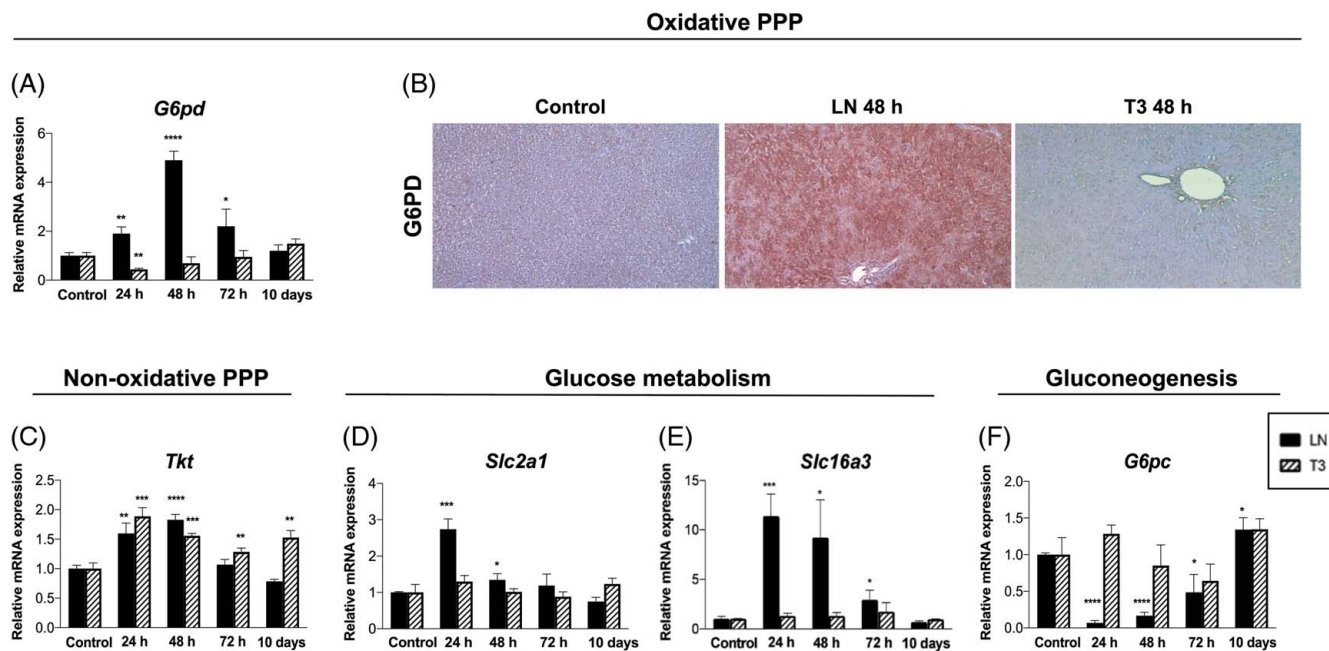 Oxidative PPP
(A)
G6pd
Relative mRNA expression
6
4
2
0
**
**
****
*
Control 24 h 48 h 72 h 10 days
(B)
Control LN 48 h T3 48 h
G6PD
Non-oxidative PPP Glucose metabolism Gluconeogenesis
(C)
Tkt
Relative mRNA expression
2.5
2.0
1.5
1.0
0.5
0.0
** *** **** *** ** **
Control 24 h 48 h 72 h 10 days
(D)
Slc2a1
Relative mRNA expression
4
3
2
1
0
*** *
Control 24 h 48 h 72 h 10 days
(E)
Slc16a3
Relative mRNA expression
15
10
5
0
*** * *
Control 24 h 48 h 72 h 10 days
(F)
G6pc
Relative mRNA expression
2.0
1.5
1.0
0.5
0.0
**** **** * *
Control 24 h 48 h 72 h 10 days
LN
T3